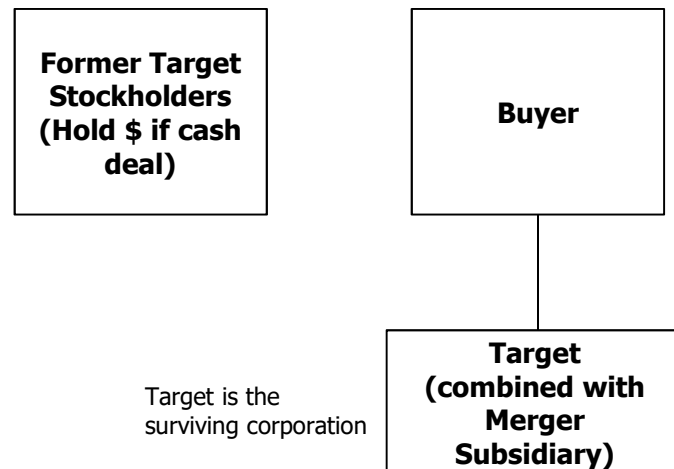 Former Target
Stockholders
(Hold $ if cash
deal)
Buyer
Target
(combined with
Merger
Subsidiary)
Target is the
surviving corporation